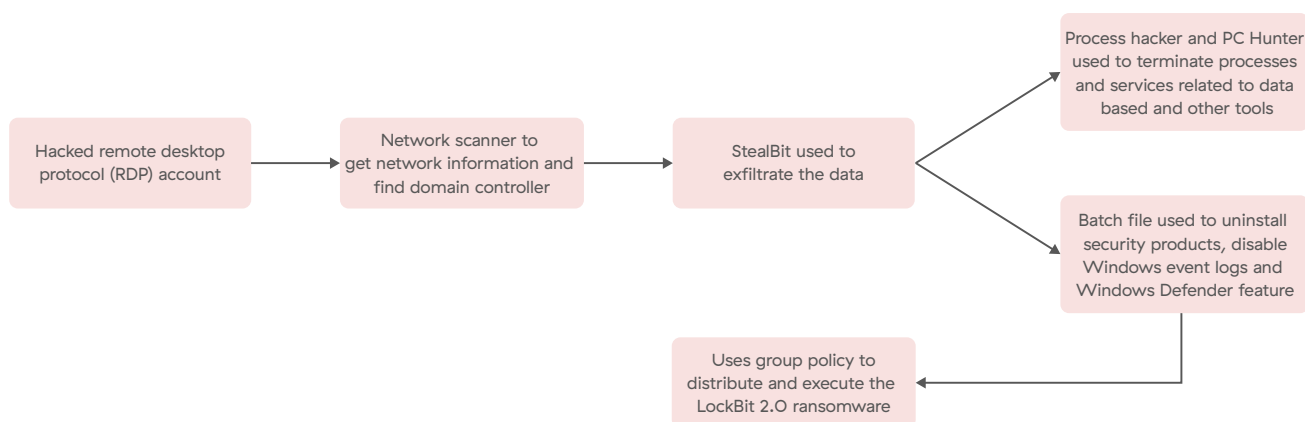 Hacked remote desktop
protocol (RDP) account
Network scanner to
get network information and
find domain controller
StealBit used to
exfiltrate the data
Process hacker and PC Hunter
used to terminate processes
and services related to data
based and other tools
Batch file used to uninstall
security products, disable
Windows event logs and
Windows Defender feature
Uses group policy to
distribute and execute the
LockBit 2.0 ransomware